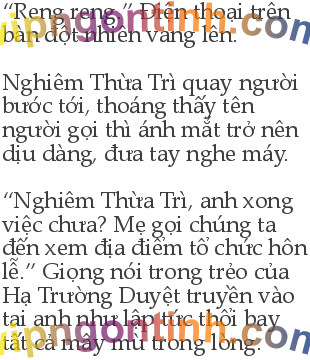 “Reng reng.” Điện thoại trên
bàn đột nhiên vang lên.
Nghiêm Thừa Trì quay người
bước tới, thoáng thấy tên
người gọi thì ánh mắt trở nên
dịu dàng, đưa tay nghe máy.
“Nghiêm Thừa Trì, anh xong
việc chưa? Mẹ gọi chúng ta
đến xem địa điểm tổ chức hôn
lễ.” Giọng nói trong trẻo của
Hạ Trường Duyệt truyền vào
tai anh như lập tức thổi bay
tất cả mây mù trong lòng.
vipngontinh.com
vipngontinh.com